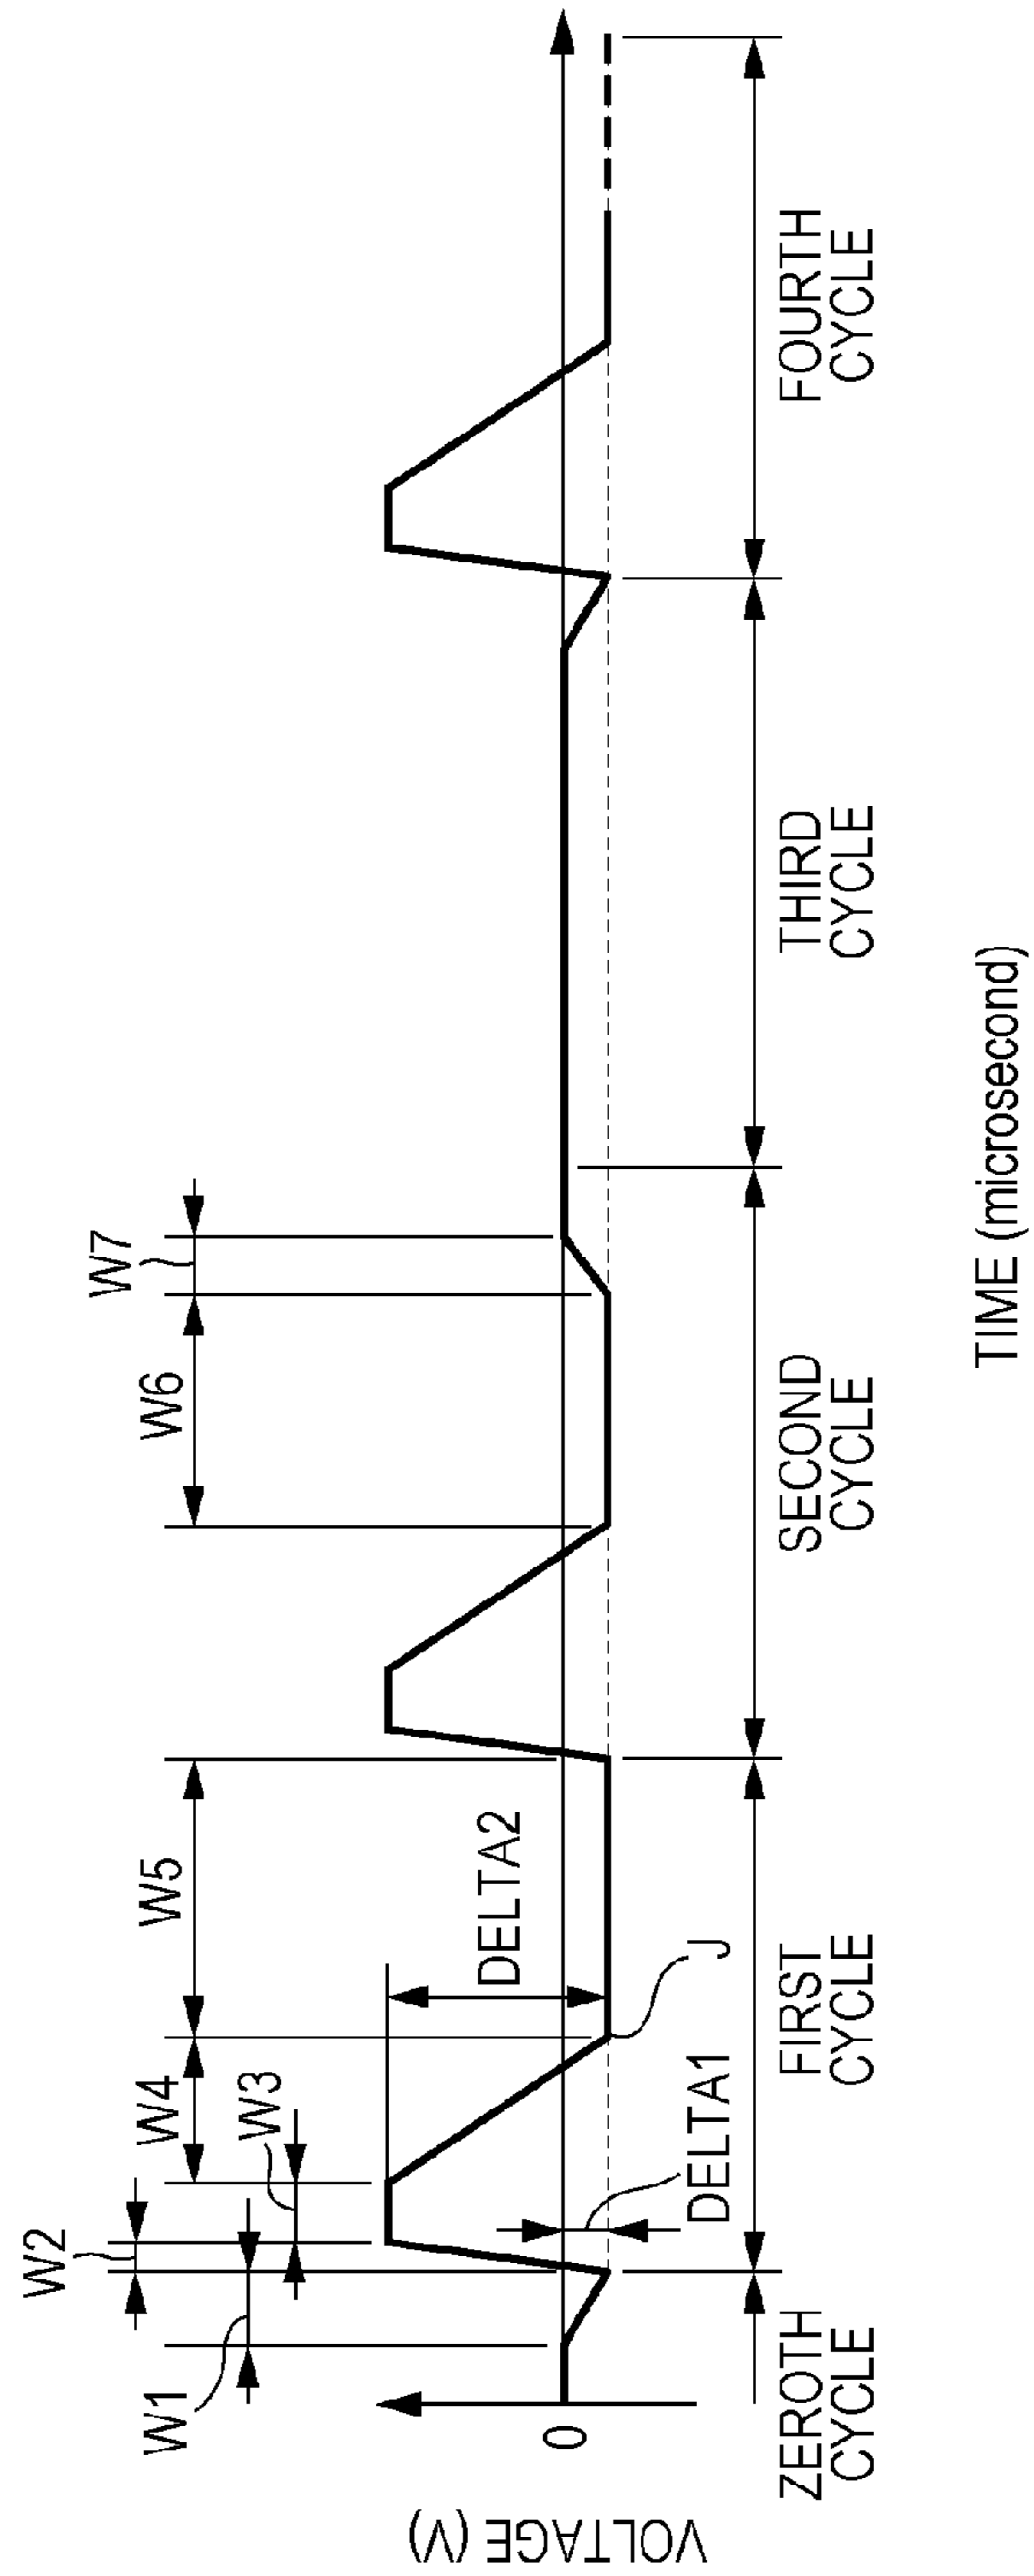 W2
W7
W1
W4
W5
W6
W3
DELTA2
VOLTAGE (V)
0
DELTA1
J
ZEROTH
CYCLE
FIRST
CYCLE
SECOND
CYCLE
THIRD
CYCLE
FOURTH
CYCLE
TIME (microsecond)